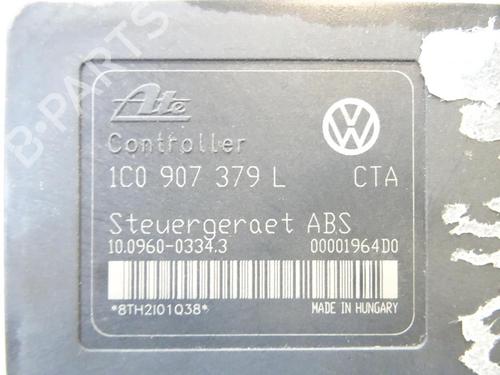 B-PARTS
Ate
Controller
1C0 907 379 L CTA
Steuergeraet ABS
10.0960-0334.3 00001964D0
*8TH2I01Q38* MADE IN HUNGARY